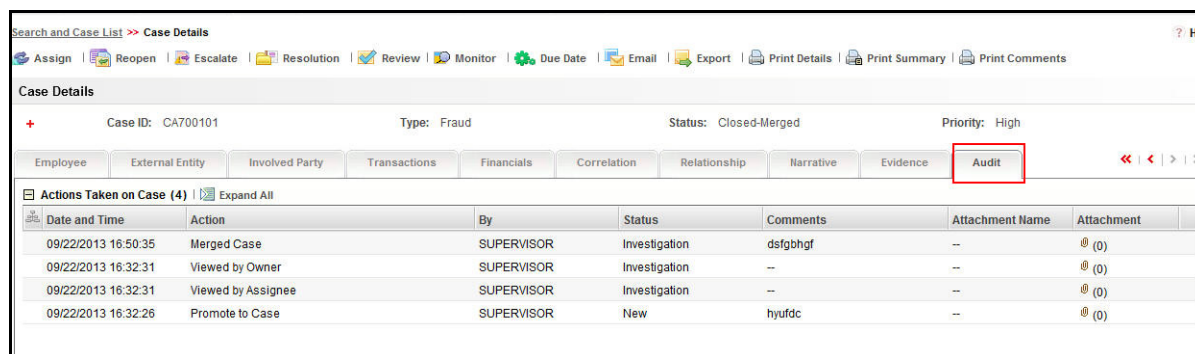 Search and Case List >> Case Details ? H
Assign | Reopen | Escalate | Resolution | Review | Monitor | Due Date | Email | Export | Print Details | Print Summary | Print Comments
Case Details
+ Case ID: CA700101 Type: Fraud Status: Closed-Merged Priority: High
Employee External Entity Involved Party Transactions Financials Correlation Relationship Narrative Evidence Audit
Actions Taken on Case (4) | Expand All
Date and Time Action By Status Comments Attachment Name Attachment
09/22/2013 16:50:35 Merged Case SUPERVISOR Investigation dsfgbhgf -- (0)
09/22/2013 16:32:31 Viewed by Owner SUPERVISOR Investigation -- -- (0)
09/22/2013 16:32:31 Viewed by Assignee SUPERVISOR Investigation -- -- (0)
09/22/2013 16:32:26 Promote to Case SUPERVISOR New hyufdc -- (0)